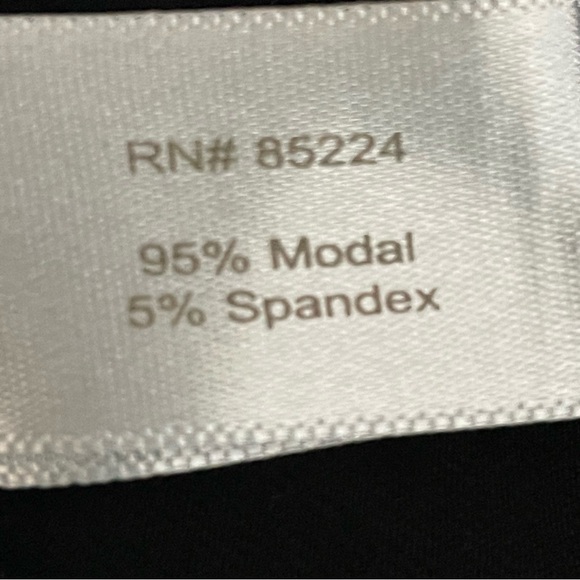 RN# 85224
95% Modal
5% Spandex